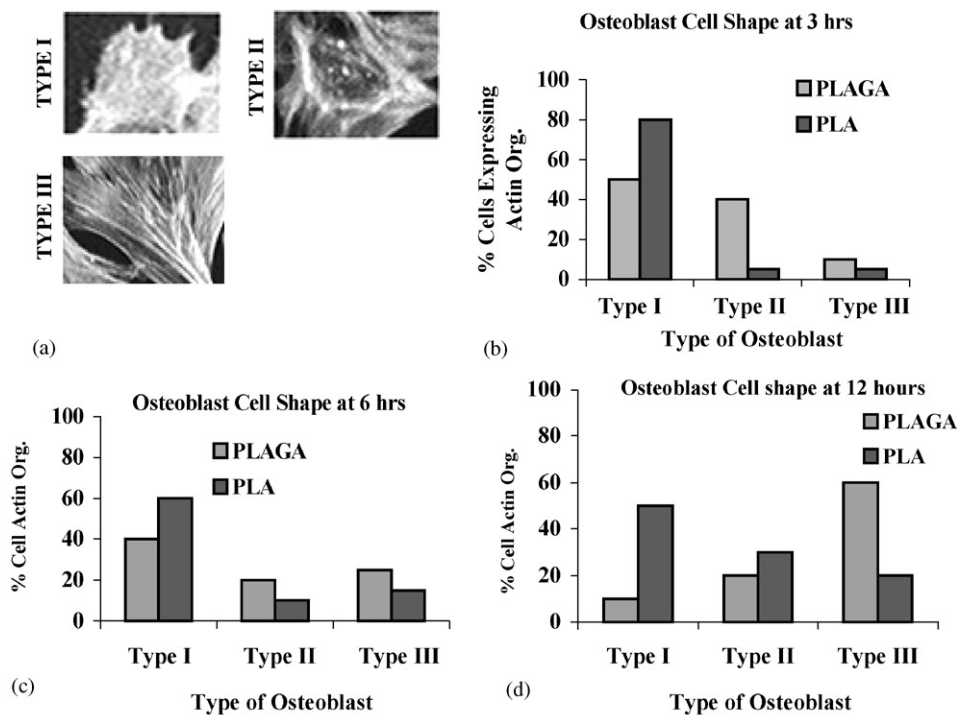 TYPE I
TYPE II
TYPE III
(a)
Osteoblast Cell Shape at 3 hrs
% Cells Expressing
Actin Org.
100
80
60
40
20
0
PLAGA
PLA
Type I Type II Type III
Type of Osteoblast
(b)
Osteoblast Cell Shape at 6 hrs
% Cell Actin Org.
100
80
60
40
20
0
PLAGA
PLA
Type I Type II Type III
Type of Osteoblast
(c)
Osteoblast Cell shape at 12 hours
% Cell Actin Org.
100
80
60
40
20
0
PLAGA
PLA
Type I Type II Type III
Type of Osteoblast
(d)